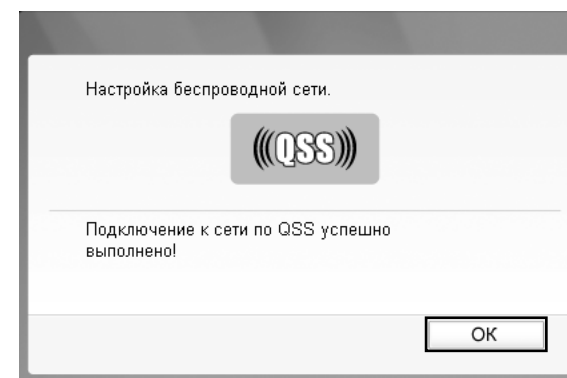 Настройка беспроводной сети.
(((QSS)))
Подключение к сети по QSS успешно
выполнено!
OK